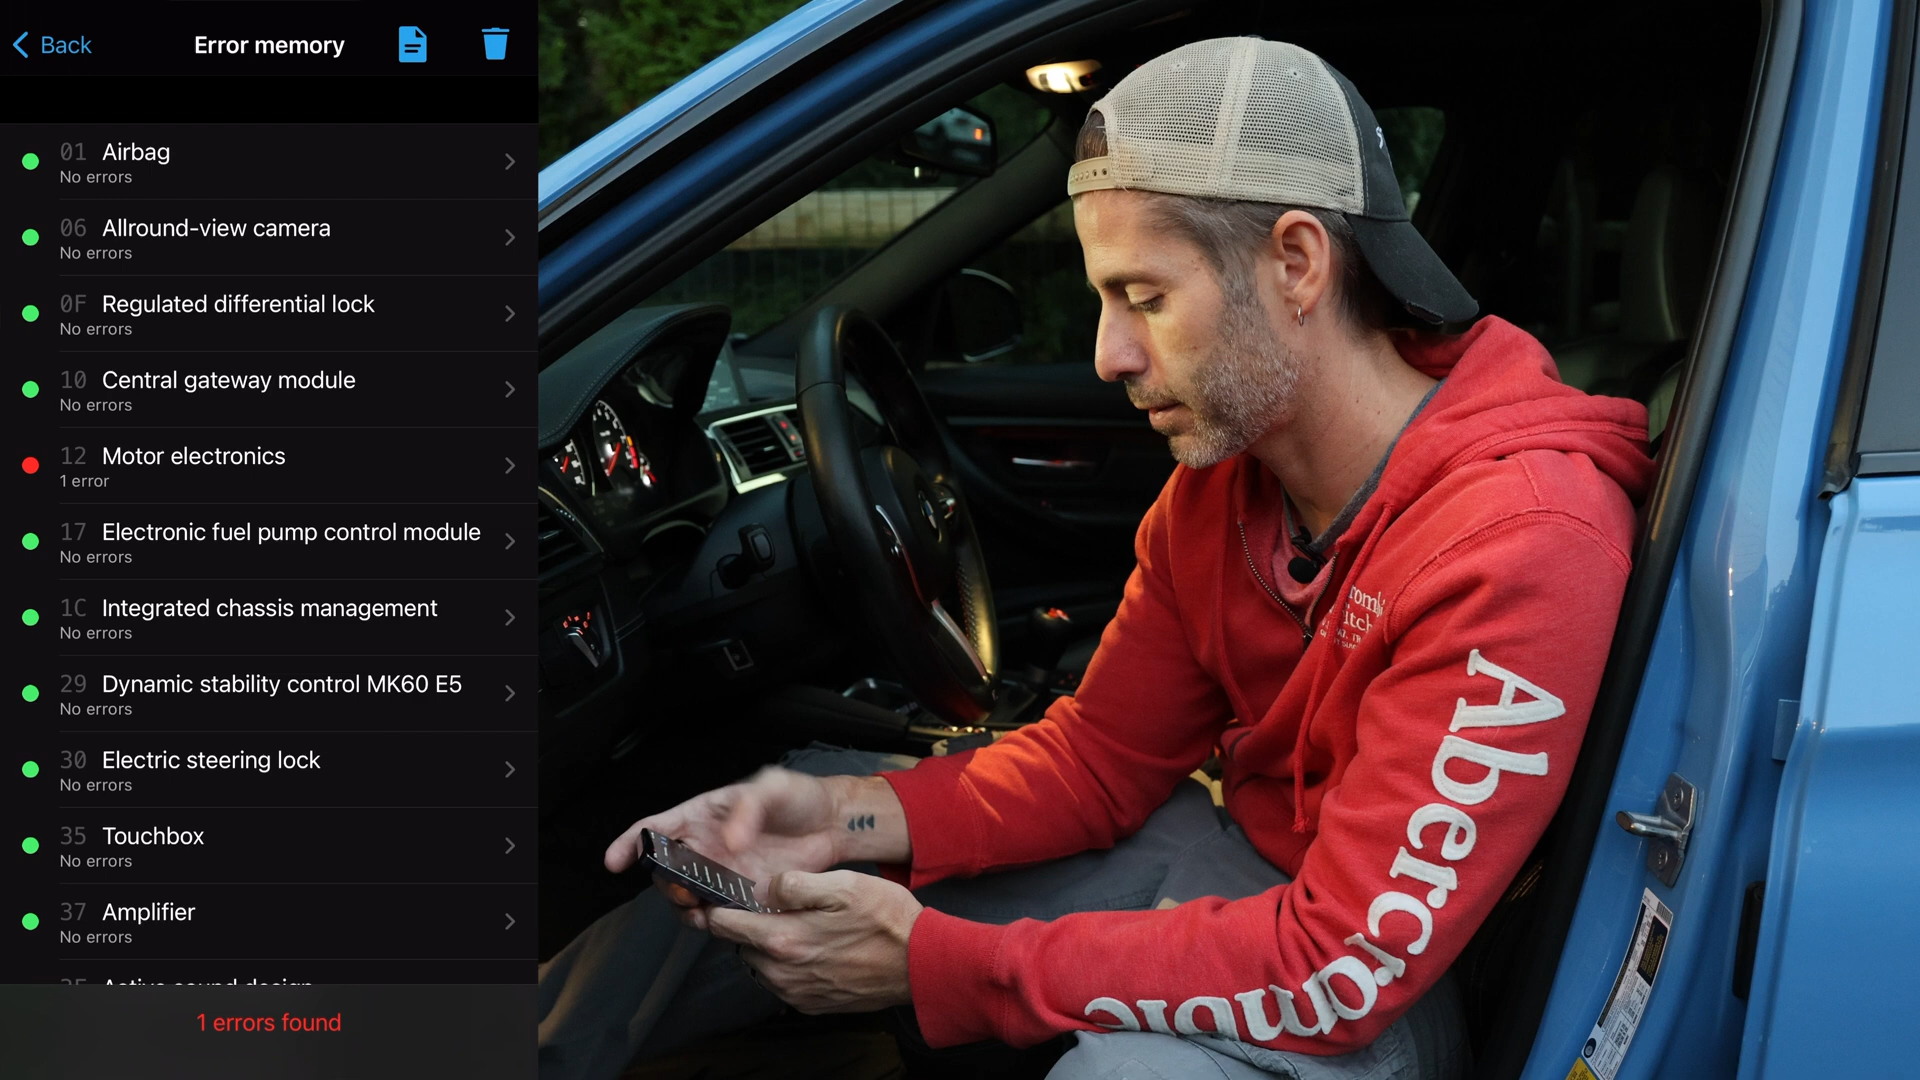 Back
Error memory
01 Airbag
No errors
06 Allround-view camera
No errors
0F Regulated differential lock
No errors
10 Central gateway module
No errors
12 Motor electronics
1 error
17 Electronic fuel pump control module
No errors
1C Integrated chassis management
No errors
29 Dynamic stability control MK60 E5
No errors
30 Electric steering lock
No errors
35 Touchbox
No errors
37 Amplifier
No errors
Active sound design
1 errors found
Abercrombie